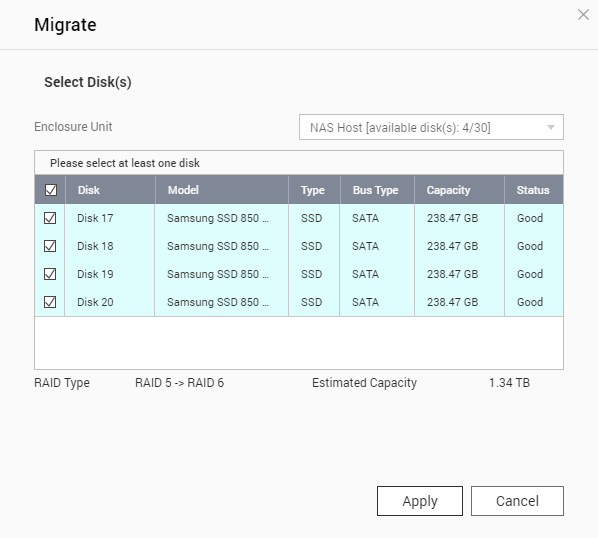 Migrate
Select Disk(s)
Enclosure Unit NAS Host [available disk(s): 4/30]
Please select at least one disk
Disk Model Type Bus Type Capacity Status
Disk 17 Samsung SSD 850 ... SSD SATA 238.47 GB Good
Disk 18 Samsung SSD 850 ... SSD SATA 238.47 GB Good
Disk 19 Samsung SSD 850 ... SSD SATA 238.47 GB Good
Disk 20 Samsung SSD 850 ... SSD SATA 238.47 GB Good
RAID Type RAID 5 -> RAID 6 Estimated Capacity 1.34 TB
Apply Cancel